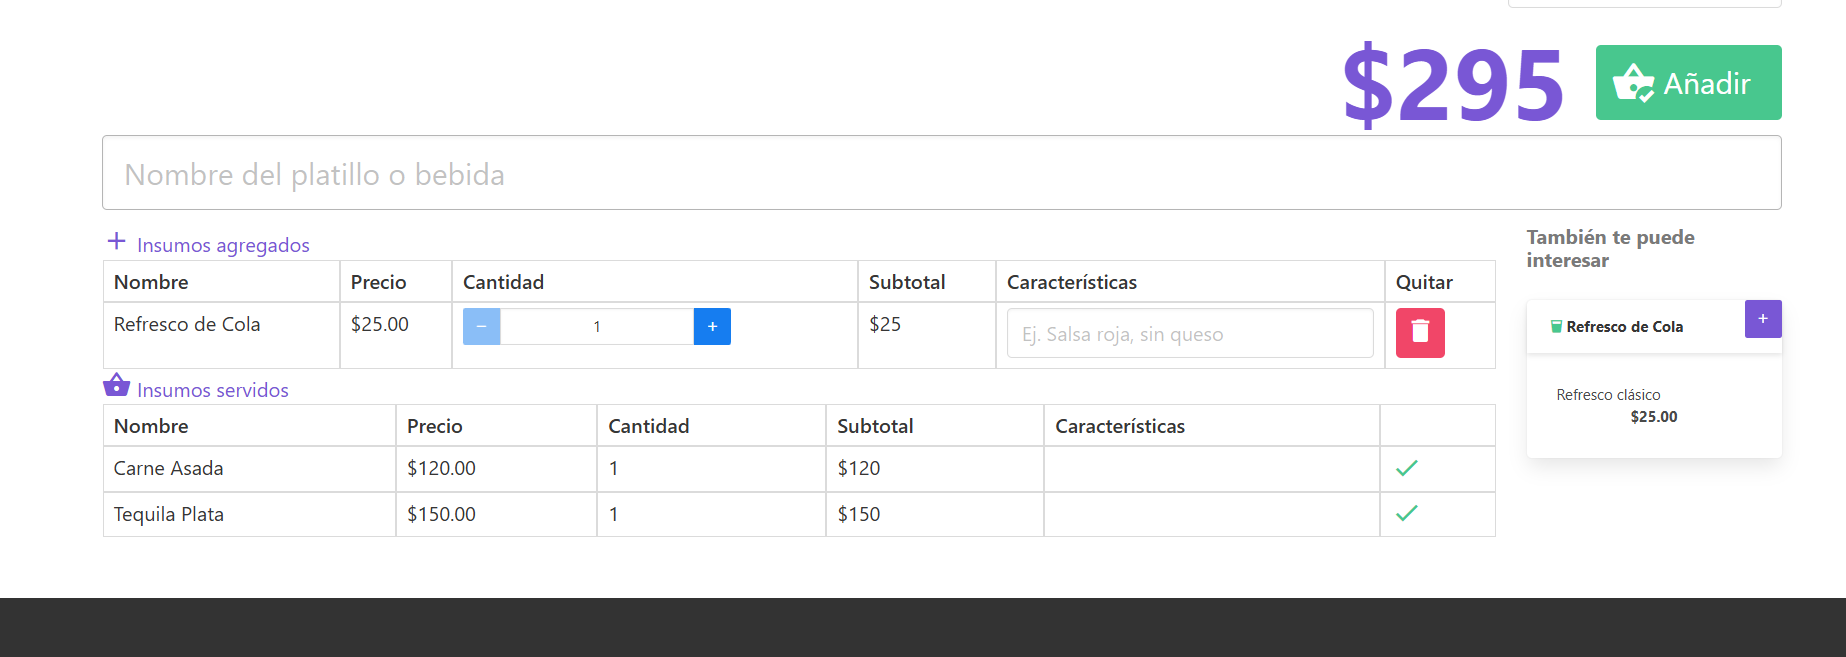 $295
Añadir
Nombre del platillo o bebida
Insumos agregados
Nombre Precio Cantidad Subtotal Características Quitar
Refresco de Cola $25.00 − 1 + $25 Ej. Salsa roja, sin queso
Insumos servidos
Nombre Precio Cantidad Subtotal Características
Carne Asada $120.00 1 $120
Tequila Plata $150.00 1 $150
También te puede
interesar
Refresco de Cola +
Refresco clásico
$25.00